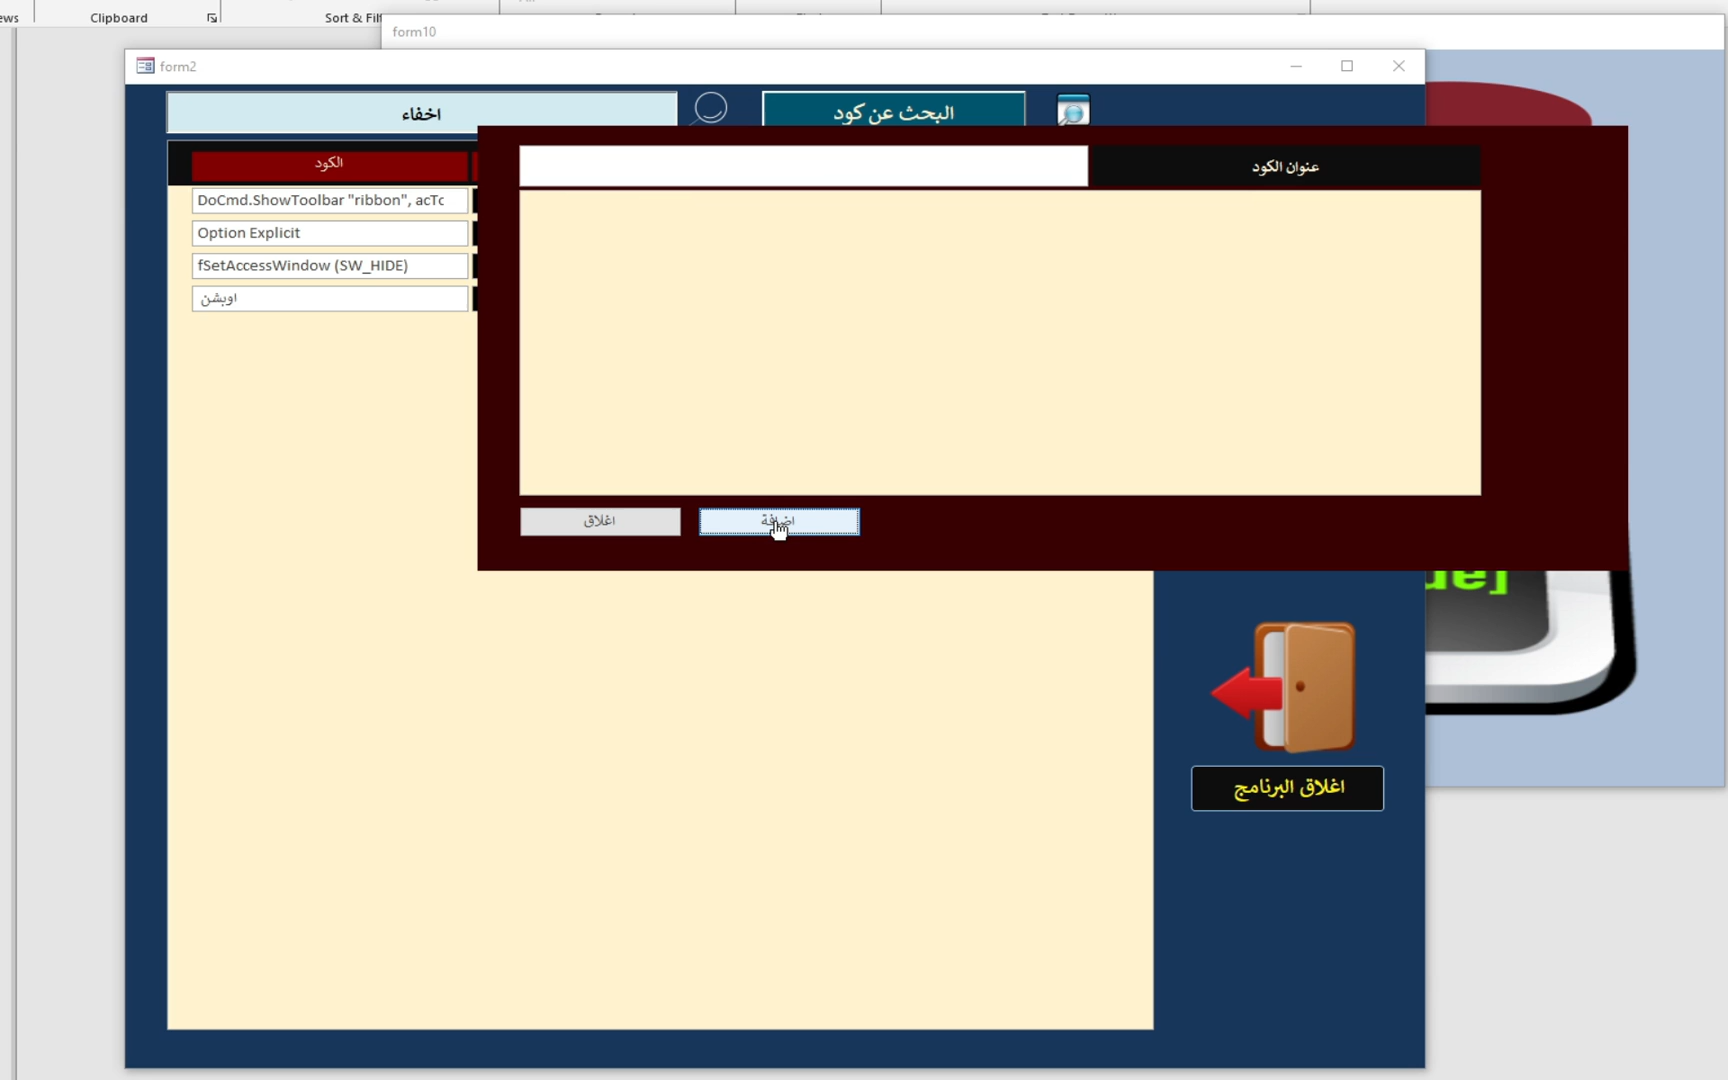 ews
Clipboard
Sort & Filt
form10
form2
اخفاء
البحث عن كود
الكود
عنوان الكود
DoCmd.ShowToolbar "ribbon", acTc
Option Explicit
fSetAccessWindow (SW_HIDE)
اوبشن
اغلاق
اضافة
اغلاق البرنامج